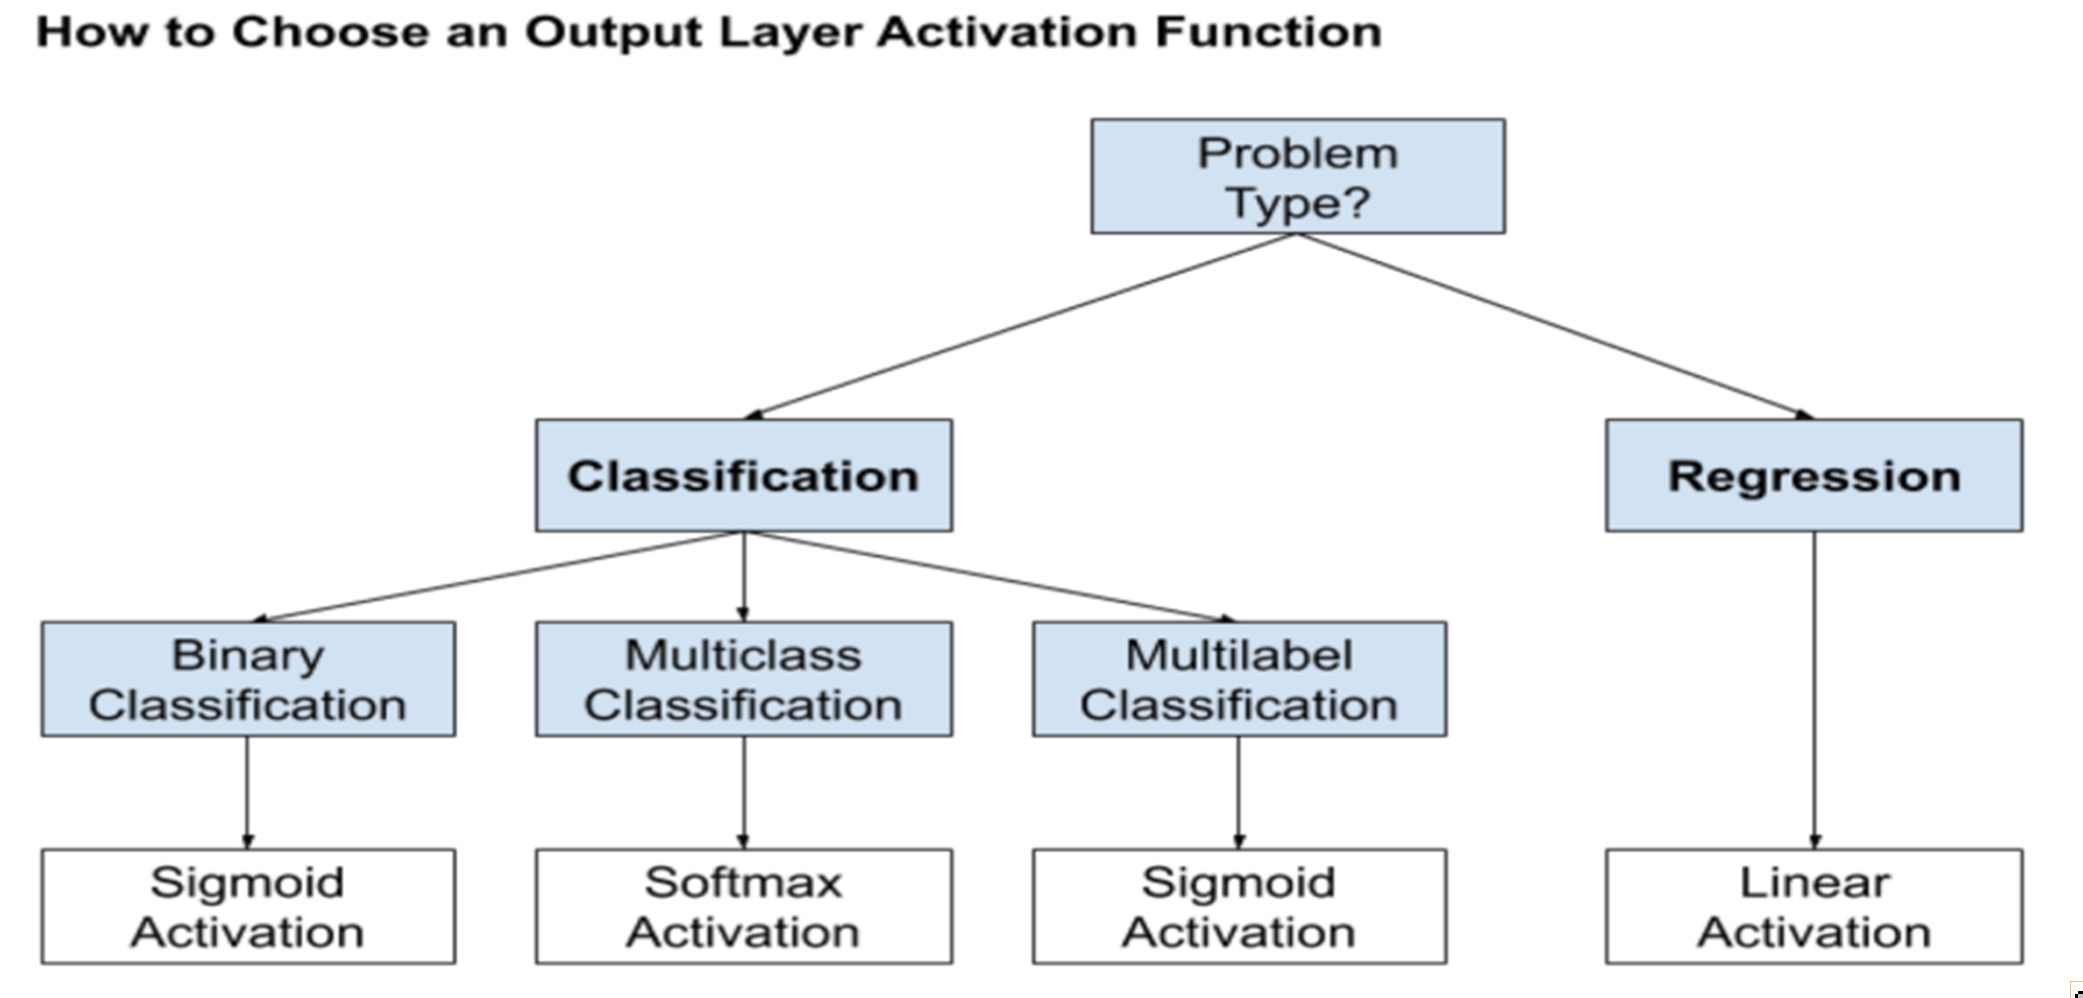 How to Choose an Output Layer Activation Function
Problem
Type?
Classification
Regression
Binary
Classification
Multiclass
Classification
Multilabel
Classification
Sigmoid
Activation
Softmax
Activation
Sigmoid
Activation
Linear
Activation